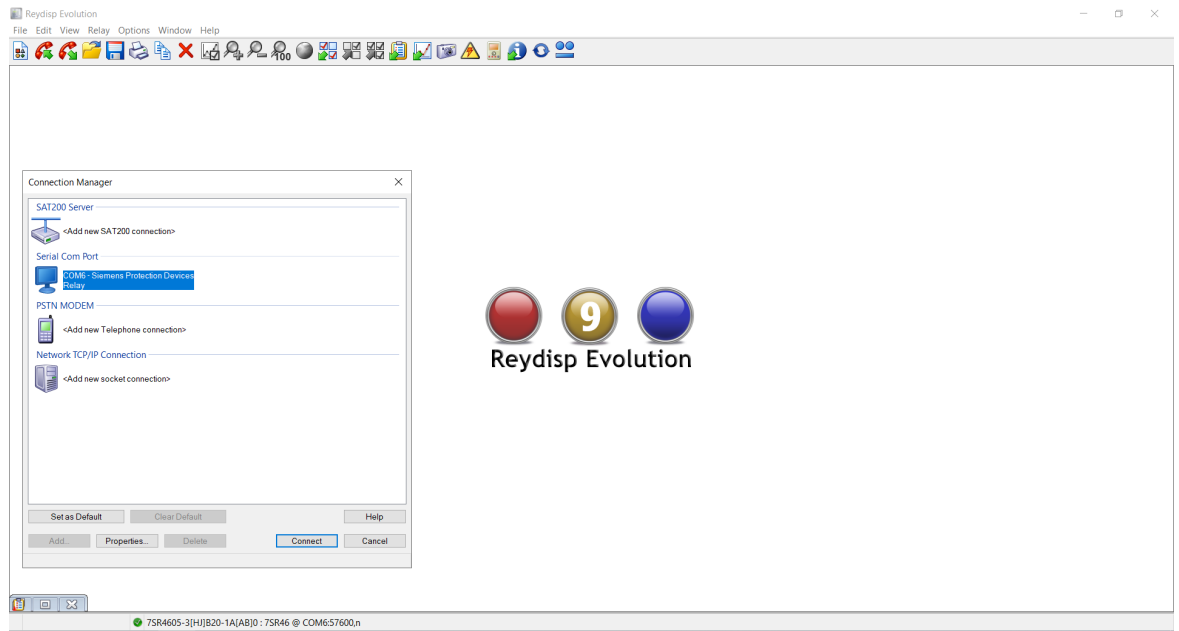 Reydisp Evolution
File Edit View Relay Options Window Help
100
Connection Manager
SAT200 Server
<Add new SAT200 connection>
Serial Com Port
COM6 - Siemens Protection Devices
Relay
PSTN MODEM
<Add new Telephone connection>
Network TCP/IP Connection
<Add new socket connection>
Set as Default Clear Default Help
Add... Properties... Delete Connect Cancel
9
Reydisp Evolution
7SR4605-3[HJ]B20-1A[AB]0 : 7SR46 @ COM6:57600,n